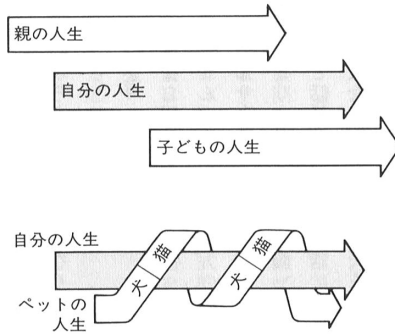 親の人生
自分の人生
子どもの人生
自分の人生
犬 猫
犬 猫
ペットの
人生